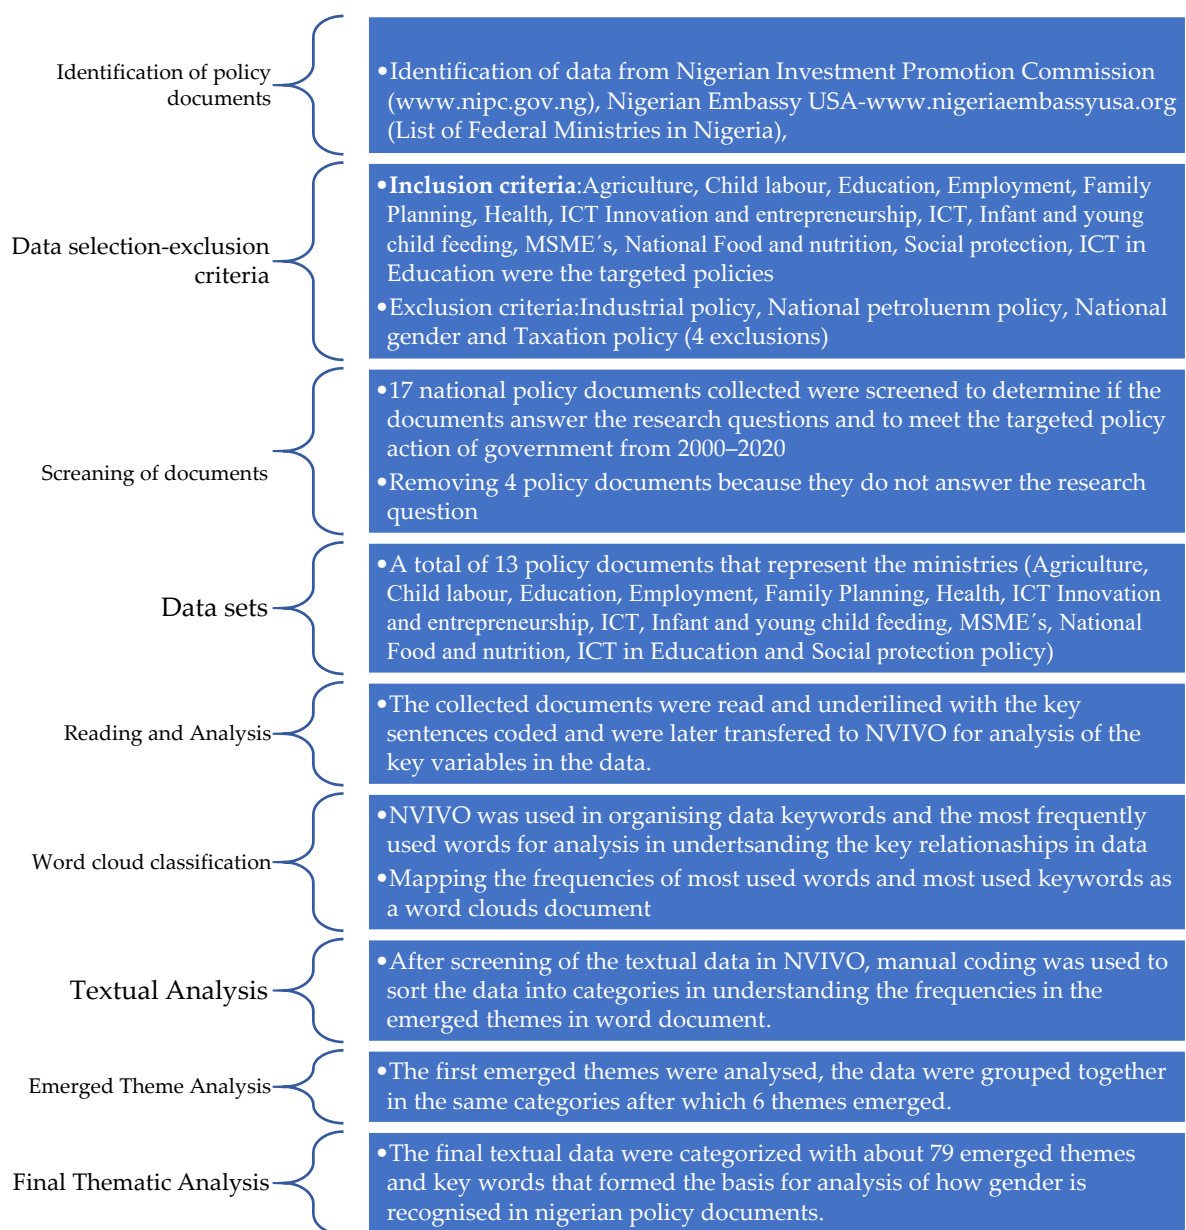 Identification of policy
documents
•Identification of data from Nigerian Investment Promotion Commission
(www.nipc.gov.ng), Nigerian Embassy USA-www.nigeriaembassyusa.org
(List of Federal Ministries in Nigeria),
Data selection-exclusion
criteria
•Inclusion criteria:Agriculture, Child labour, Education, Employment, Family
Planning, Health, ICT Innovation and entrepreneurship, ICT, Infant and young
child feeding, MSME´s, National Food and nutrition, Social protection, ICT in
Education were the targeted policies
•Exclusion criteria:Industrial policy, National petroluenm policy, National
gender and Taxation policy (4 exclusions)
Screaning of documents
•17 national policy documents collected were screened to determine if the
documents answer the research questions and to meet the targeted policy
action of government from 2000–2020
•Removing 4 policy documents because they do not answer the research
question
Data sets
•A total of 13 policy documents that represent the ministries (Agriculture,
Child labour, Education, Employment, Family Planning, Health, ICT Innovation
and entrepreneurship, ICT, Infant and young child feeding, MSME´s, National
Food and nutrition, ICT in Education and Social protection policy)
Reading and Analysis
•The collected documents were read and underilined with the key
sentences coded and were later transfered to NVIVO for analysis of the
key variables in the data.
Word cloud classification
•NVIVO was used in organising data keywords and the most frequently
used words for analysis in undertsanding the key relationaships in data
•Mapping the frequencies of most used words and most used keywords as
a word clouds document
Textual Analysis
•After screening of the textual data in NVIVO, manual coding was used to
sort the data into categories in understanding the frequencies in the
emerged themes in word document.
Emerged Theme Analysis
•The first emerged themes were analysed, the data were grouped together
in the same categories after which 6 themes emerged.
Final Thematic Analysis
•The final textual data were categorized with about 79 emerged themes
and key words that formed the basis for analysis of how gender is
recognised in nigerian policy documents.